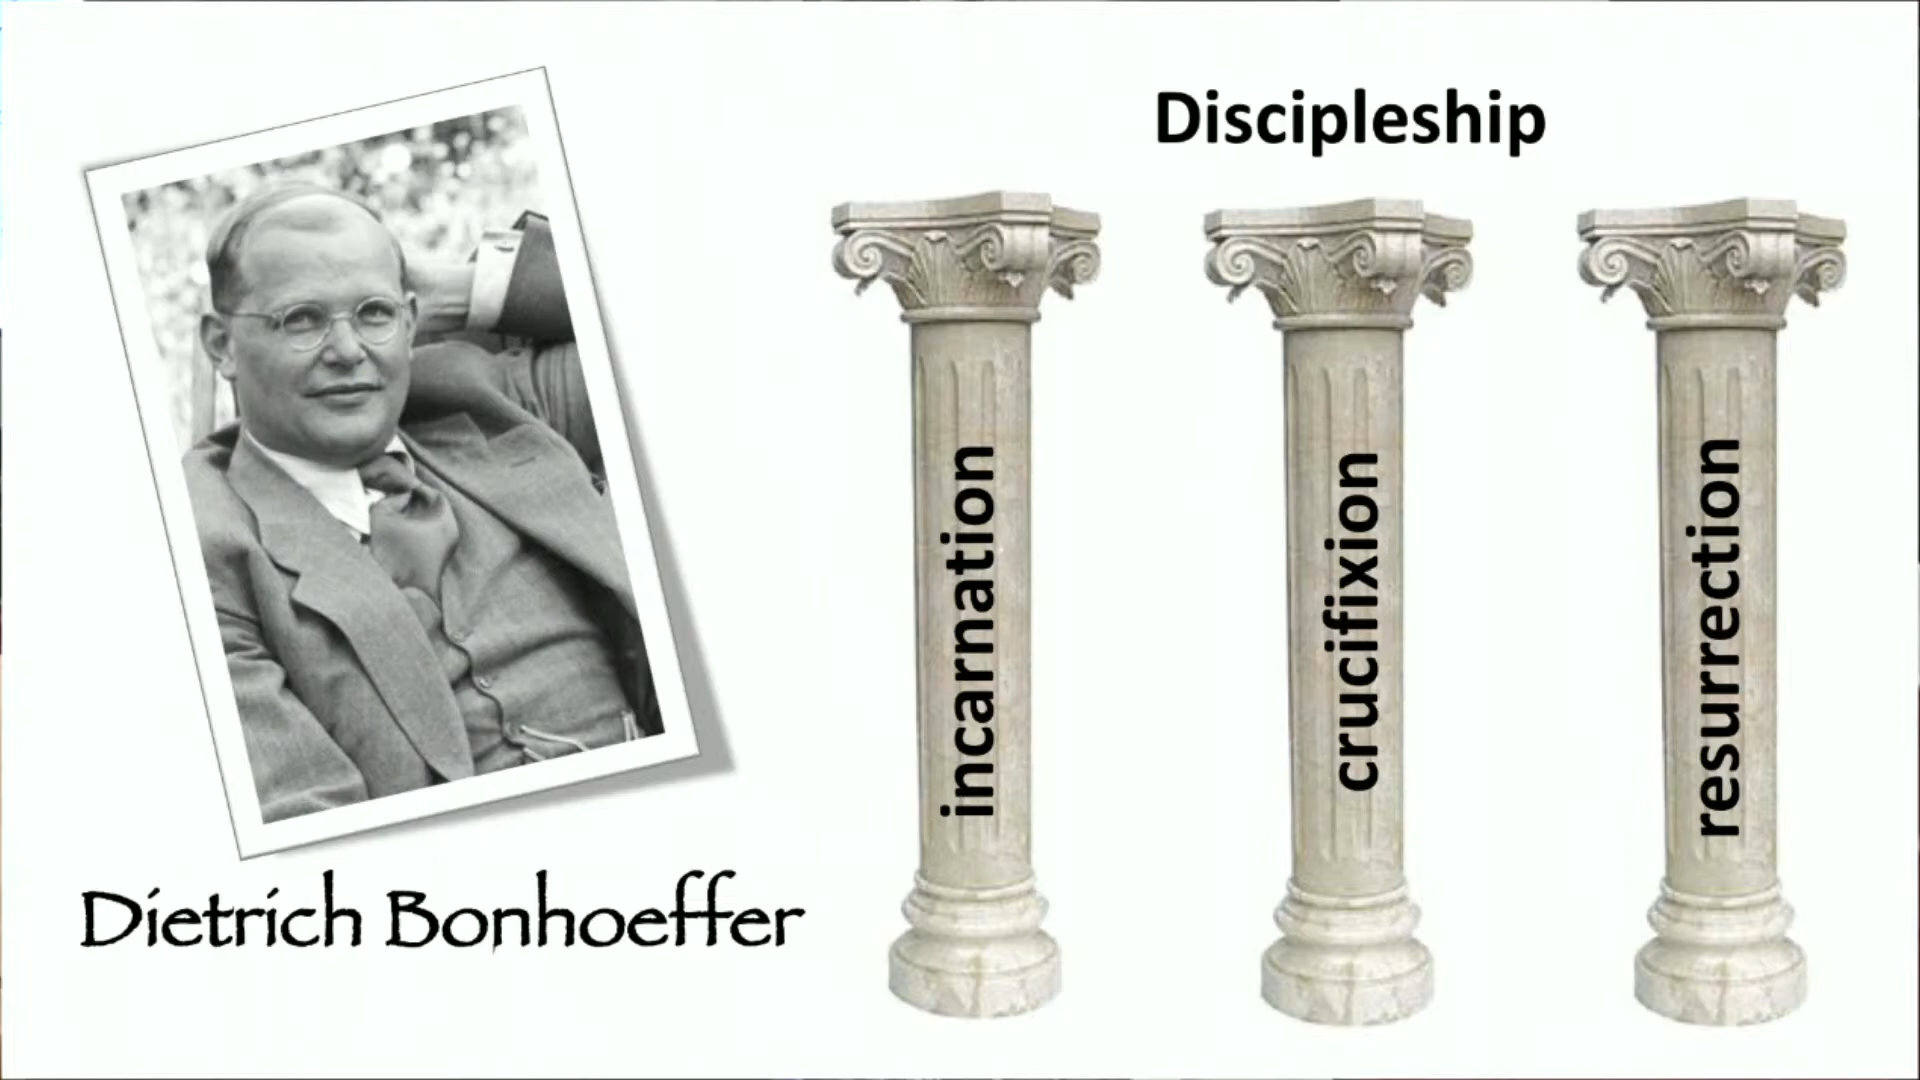 Discipleship
incarnation
crucifixion
resurrection
Dietrich Bonhoeffer